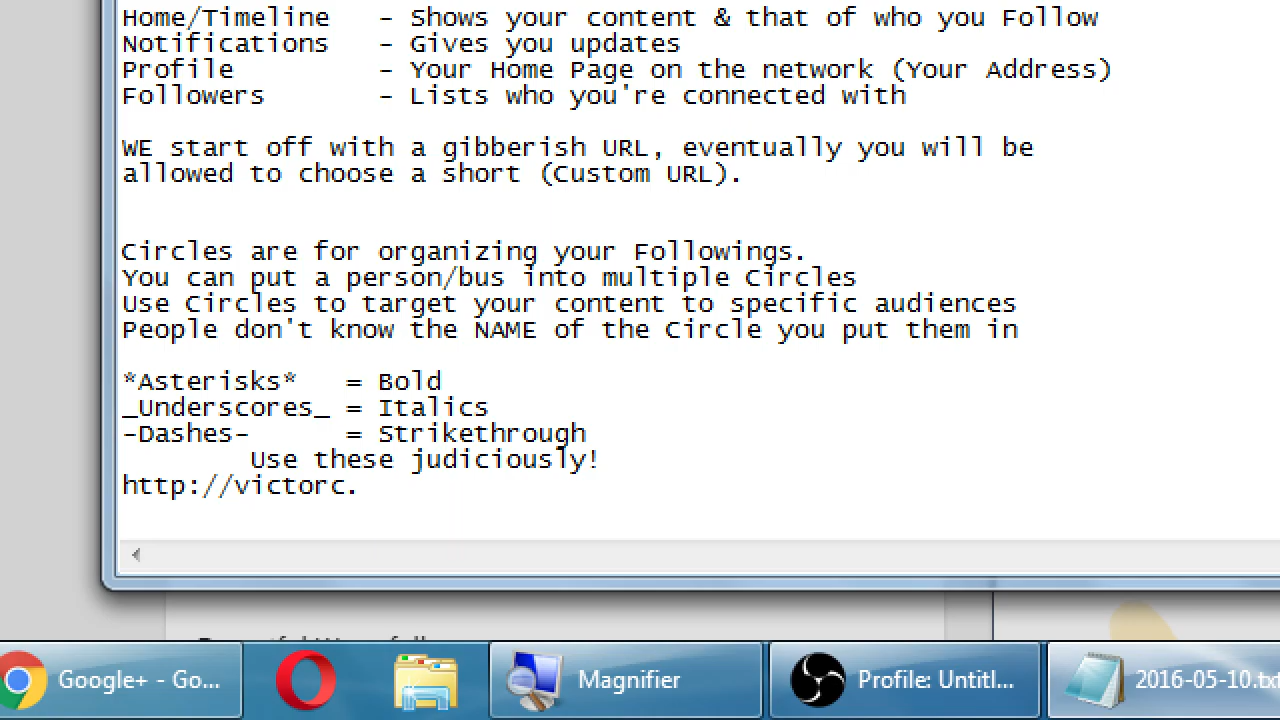 Home/Timeline   - Shows your content & that of who you Follow
Notifications   - Gives you updates
Profile         - Your Home Page on the network (Your Address)
Followers       - Lists who you're connected with
WE start off with a gibberish URL, eventually you will be
allowed to choose a short (Custom URL).
Circles are for organizing your Followings.
You can put a person/bus into multiple Circles
Use Circles to target your content to specific audiences
People don't know the NAME of the Circle you put them in
*Asterisks*   = Bold
_Underscores_ = Italics
-Dashes-      = Strikethrough
        Use these judiciously!
http://victorc.
Google+ - Go... Magnifier Profile: Untitl... 2016-05-10.txt